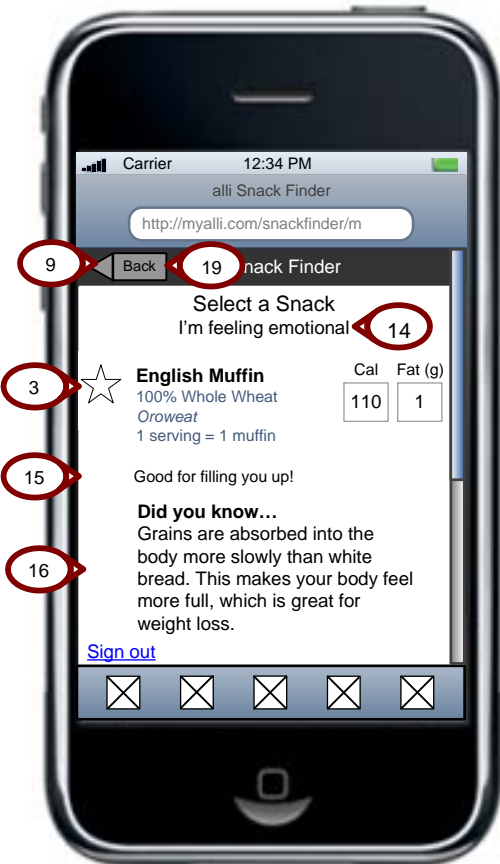 Carrier 12:34 PM
alli Snack Finder
http://myalli.com/snackfinder/m
9 Back 19 nack Finder
Select a Snack
I'm feeling emotional 14
3 English Muffin Cal Fat (g)
100% Whole Wheat 110 1
Oroweat
1 serving = 1 muffin
15 Good for filling you up!
Did you know…
Grains are absorbed into the
16 body more slowly than white
bread. This makes your body feel
more full, which is great for
weight loss.
Sign out